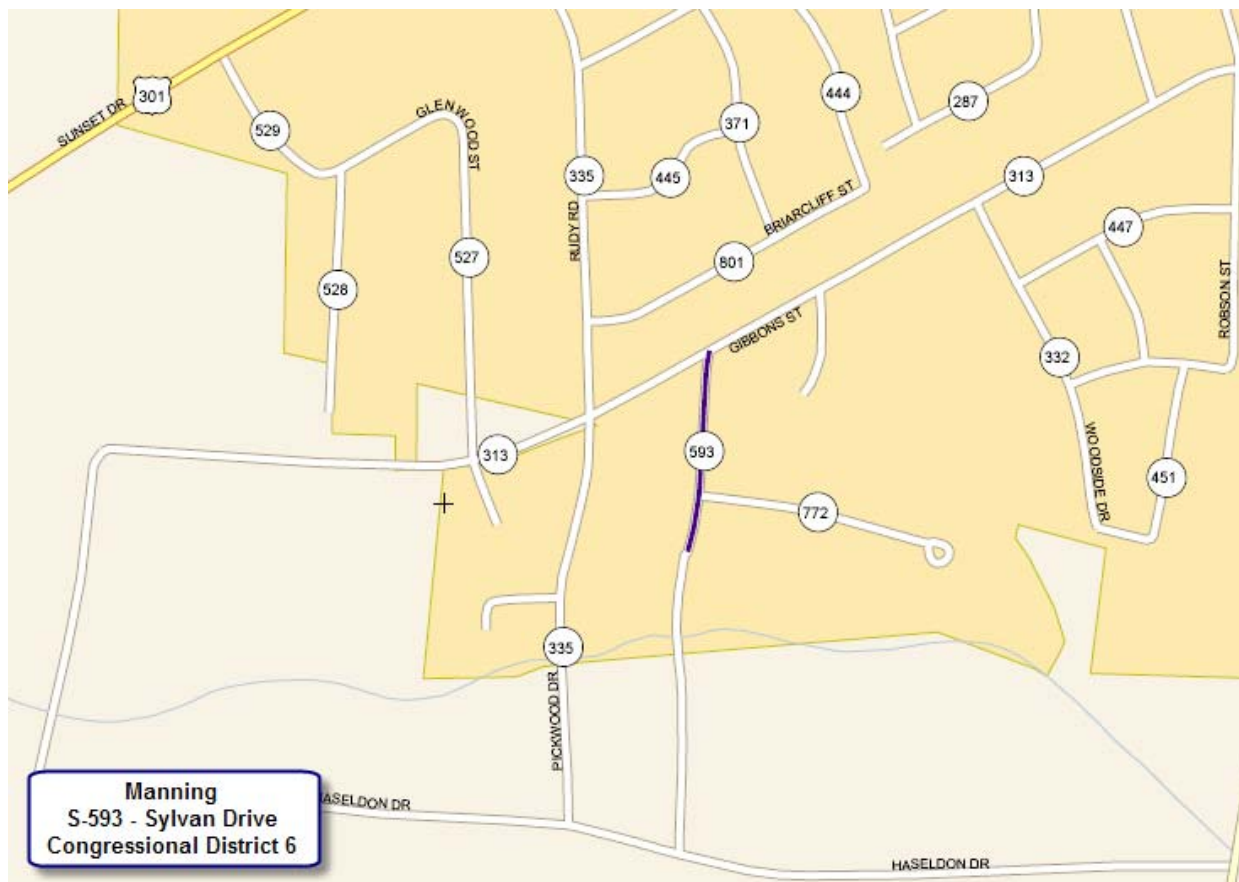 301
SUNSET DR
529
GLENWOOD ST
444
287
371
335
445
313
RUDY RD
BRIARCLIFF ST
447
527
801
528
ROBSON ST
GIBBONS ST
332
313
593
WOODSIDE DR
451
772
335
PICKWOOD DR
HASELDON DR
HASELDON DR
Manning
S-593 - Sylvan Drive
Congressional District 6